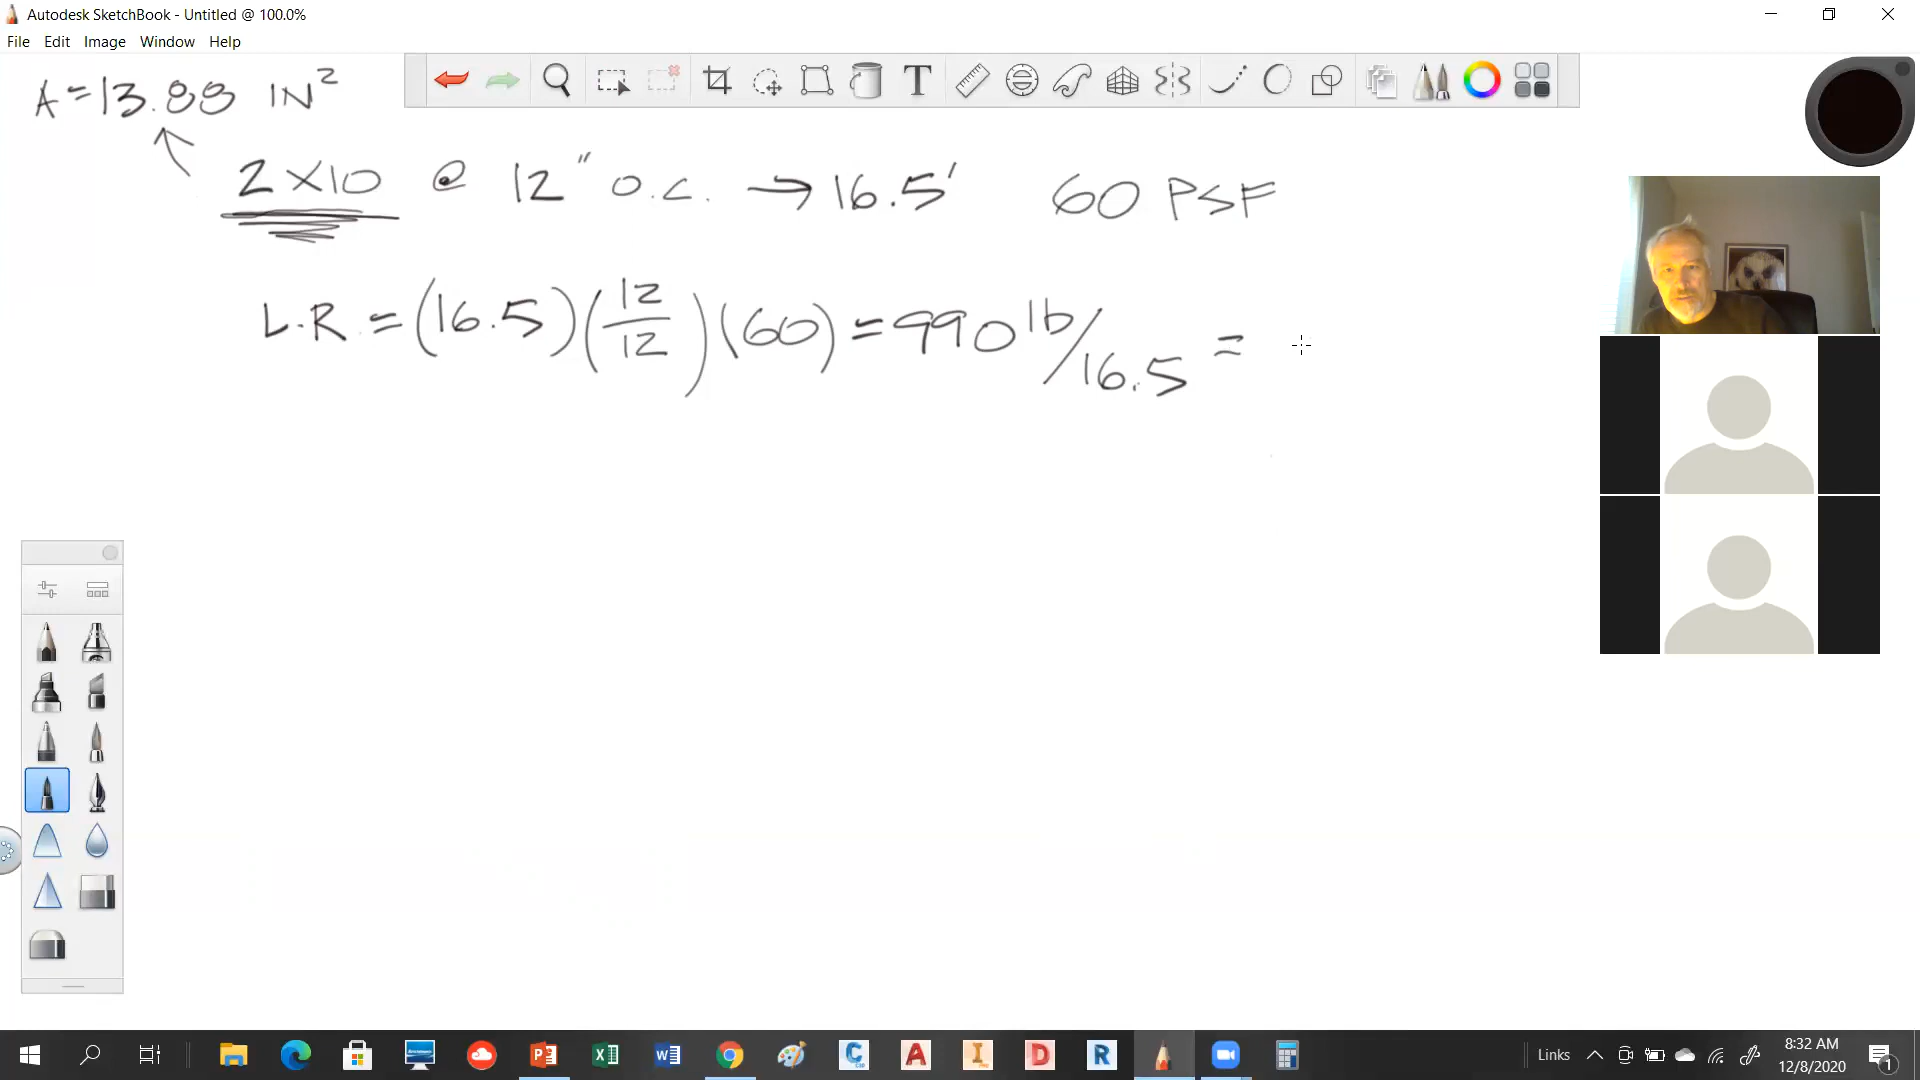 Autodesk SketchBook - Untitled @ 100.0%
File Edit Image Window Help
A=13.88 IN²
2X10 @ 12" O.C. → 16.5' 60 PSF
L.R. = (16.5)(12/12)(60) = 990 lb/16.5 =
Links
8:32 AM
12/8/2020
1